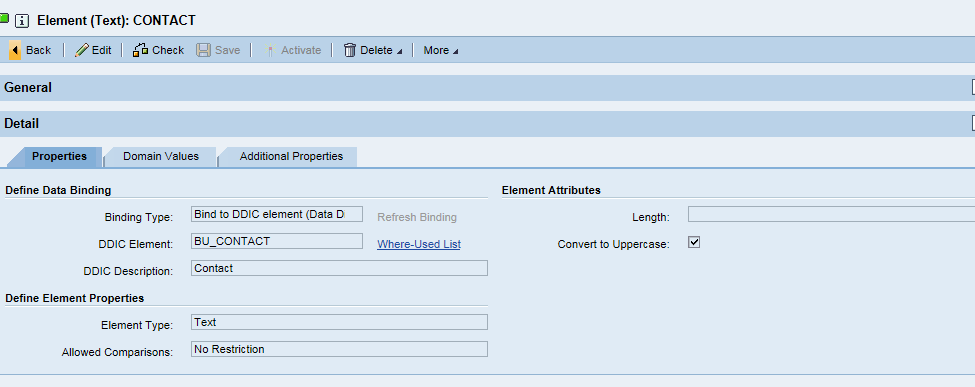 Element (Text): CONTACT
Back Edit Check Save Activate Delete More
General
Detail
Properties Domain Values Additional Properties
Define Data Binding Element Attributes
Binding Type: Bind to DDIC element (Data Di Refresh Binding Length:
DDIC Element: BU_CONTACT Where-Used List Convert to Uppercase:
DDIC Description: Contact
Define Element Properties
Element Type: Text
Allowed Comparisons: No Restriction